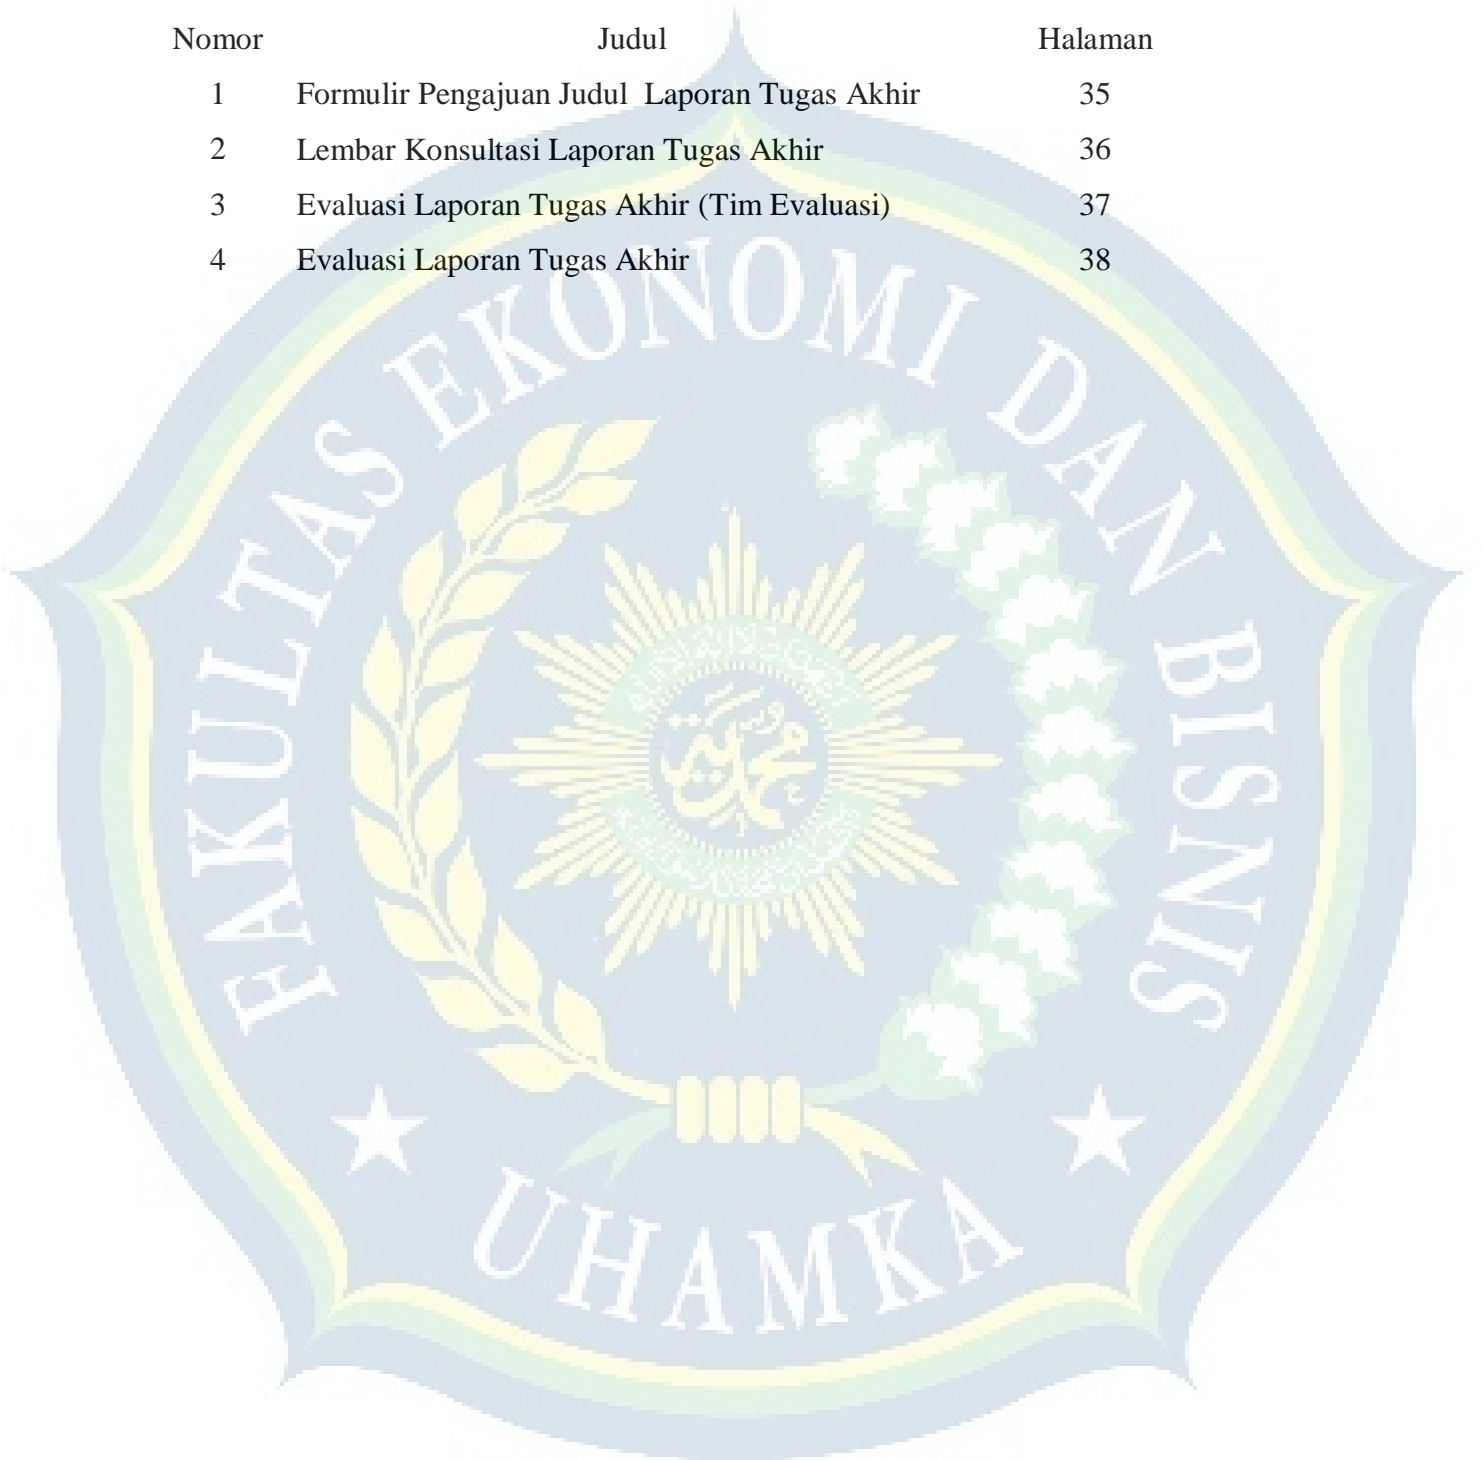 Nomor Judul Halaman
1 Formulir Pengajuan Judul Laporan Tugas Akhir 35
2 Lembar Konsultasi Laporan Tugas Akhir 36
3 Evaluasi Laporan Tugas Akhir (Tim Evaluasi) 37
4 Evaluasi Laporan Tugas Akhir 38
FAKULTAS EKONOMI DAN BISNIS
محمدية
UHAMKA